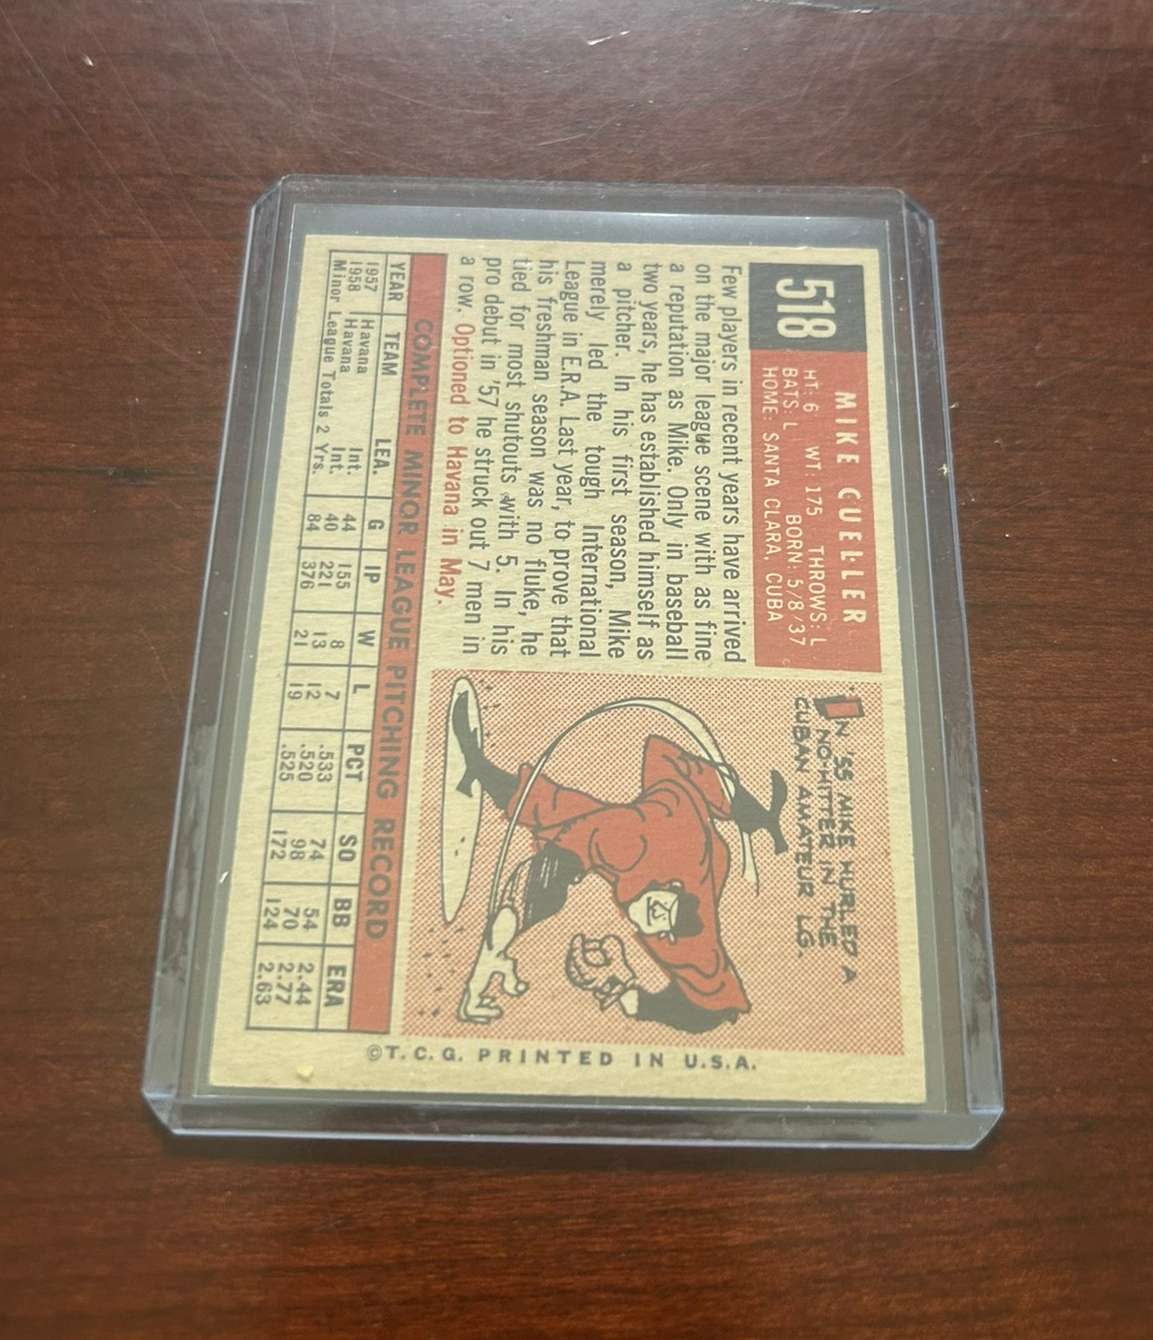 518
MIKE CUELLER
HT: 6 WT: 175 THROWS: L
BATS: L BORN: 5/8/37
HOME: SANTA CLARA, CUBA
Few players in recent years have arrived
on the major league scene with as fine
a reputation as Mike. Only in baseball
two years, he has established himself as
a pitcher. In his first season, Mike
merely led the tough International
League in E.R.A. Last year, to prove that
his freshman season was no fluke, he
tied for most shutouts with 5. In his
pro debut in '57 he struck out 7 men in
a row. Optioned to Havana in May.
IN '55 MIKE HURLED A
NO-HITTER IN THE
CUBAN AMATEUR LG.
COMPLETE MINOR LEAGUE PITCHING RECORD
YEAR TEAM LEA. G IP W L PCT SO BB ERA
1957 Havana Int. 44 155 8 7 .533 74 54 2.44
1958 Havana Int. 40 221 13 12 .520 98 70 2.77
Minor League Totals 2 Yrs. 84 376 21 19 .525 172 124 2.63
©T.C.G. PRINTED IN U.S.A.